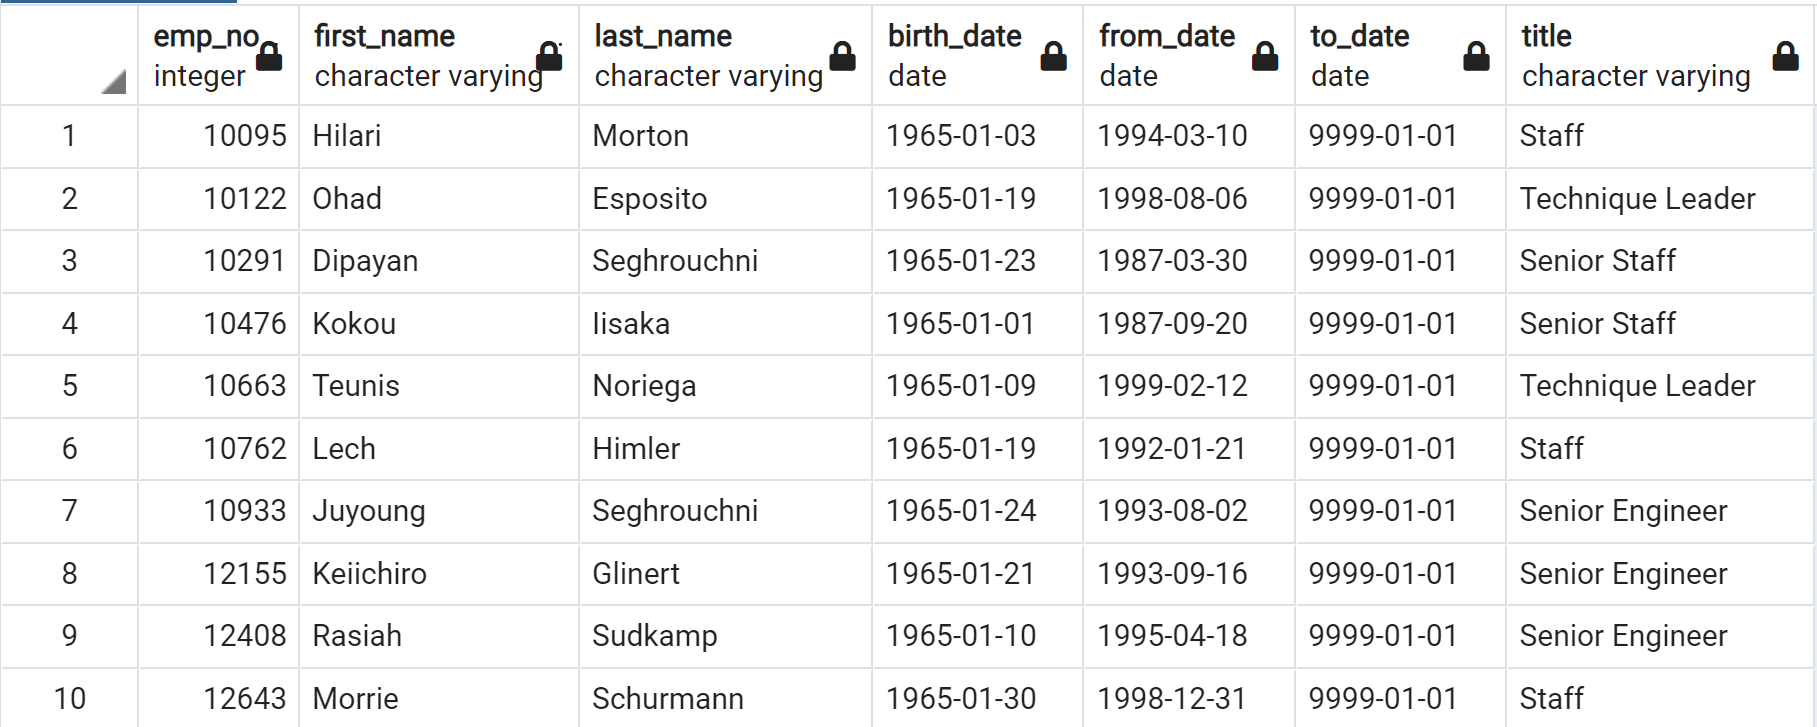 emp_no first_name last_name birth_date from_date to_date title
integer character varying character varying date date date character varying
1 10095 Hilari Morton 1965-01-03 1994-03-10 9999-01-01 Staff
2 10122 Ohad Esposito 1965-01-19 1998-08-06 9999-01-01 Technique Leader
3 10291 Dipayan Seghrouchni 1965-01-23 1987-03-30 9999-01-01 Senior Staff
4 10476 Kokou Iisaka 1965-01-01 1987-09-20 9999-01-01 Senior Staff
5 10663 Teunis Noriega 1965-01-09 1999-02-12 9999-01-01 Technique Leader
6 10762 Lech Himler 1965-01-19 1992-01-21 9999-01-01 Staff
7 10933 Juyoung Seghrouchni 1965-01-24 1993-08-02 9999-01-01 Senior Engineer
8 12155 Keiichiro Glinert 1965-01-21 1993-09-16 9999-01-01 Senior Engineer
9 12408 Rasiah Sudkamp 1965-01-10 1995-04-18 9999-01-01 Senior Engineer
10 12643 Morrie Schurmann 1965-01-30 1998-12-31 9999-01-01 Staff